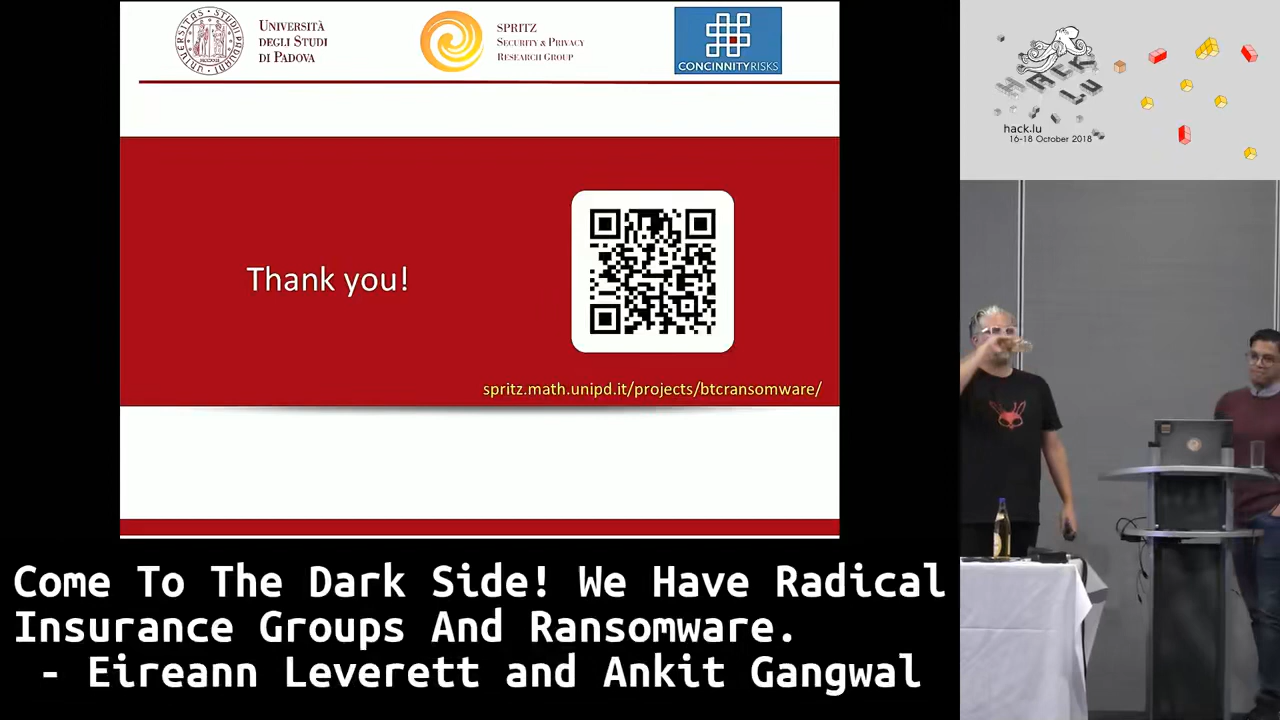 UNIVERSITÀ
DEGLI STUDI
DI PADOVA
SPRITZ
SECURITY & PRIVACY
RESEARCH GROUP
CONCINNITYRISKS
Thank you!
spritz.math.unipd.it/projects/btcransomware/
HACK
LU
hack.lu
16-18 October 2018
Come To The Dark Side! We Have Radical
Insurance Groups And Ransomware.
- Eireann Leverett and Ankit Gangwal